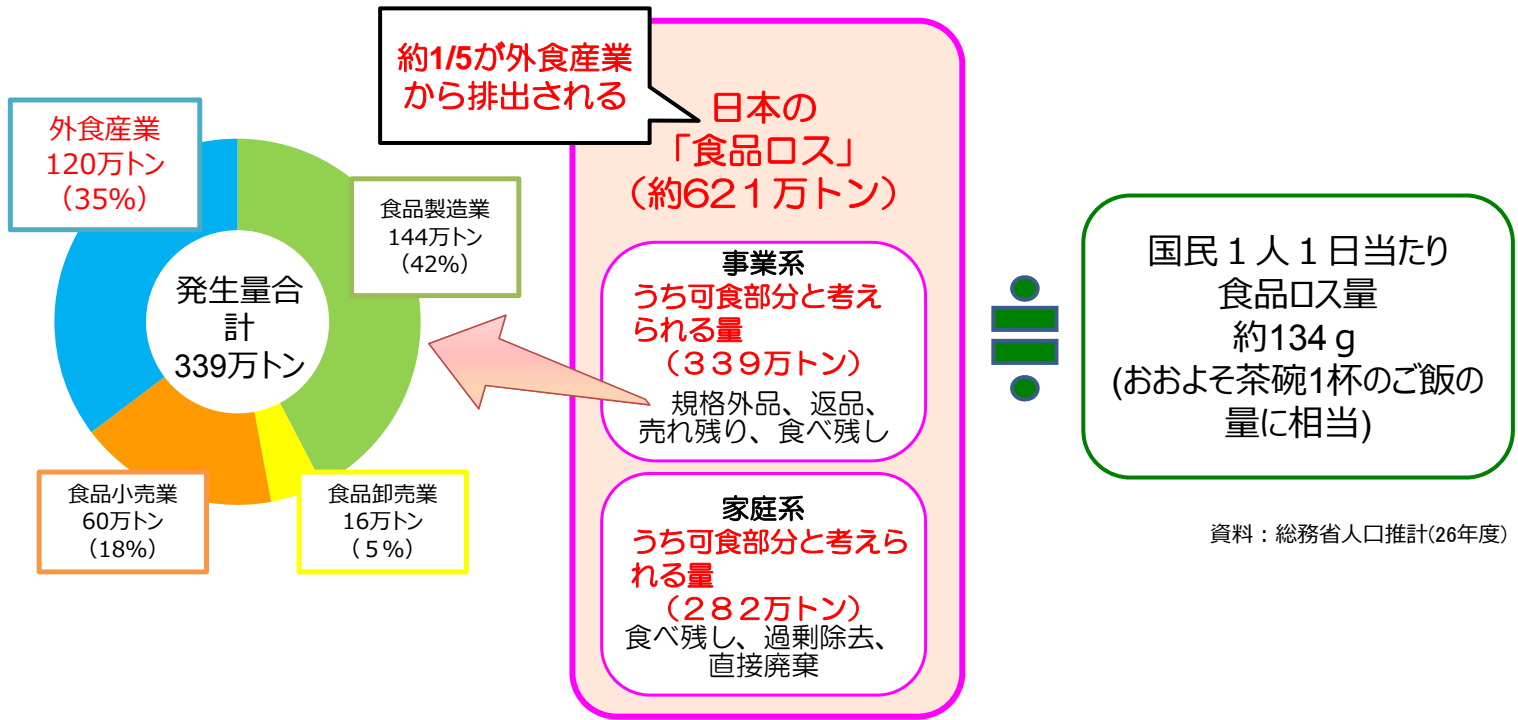 約1/5が外食産業
から排出される
外食産業
120万トン
(35%)
食品製造業
144万トン
(42%)
発生量合
計
339万トン
食品小売業
60万トン
(18%)
食品卸売業
16万トン
(５%)
日本の
「食品ロス」
（約６２１万トン）
事業系
うち可食部分と考え
られる量
（３３９万トン）
規格外品、返品、
売れ残り、食べ残し
家庭系
うち可食部分と考えら
れる量
（２８２万トン）
食べ残し、過剰除去、
直接廃棄
国民１人１日当たり
食品ロス量
約134ｇ
(おおよそ茶碗1杯のご飯の
量に相当)
資料：総務省人口推計(26年度)